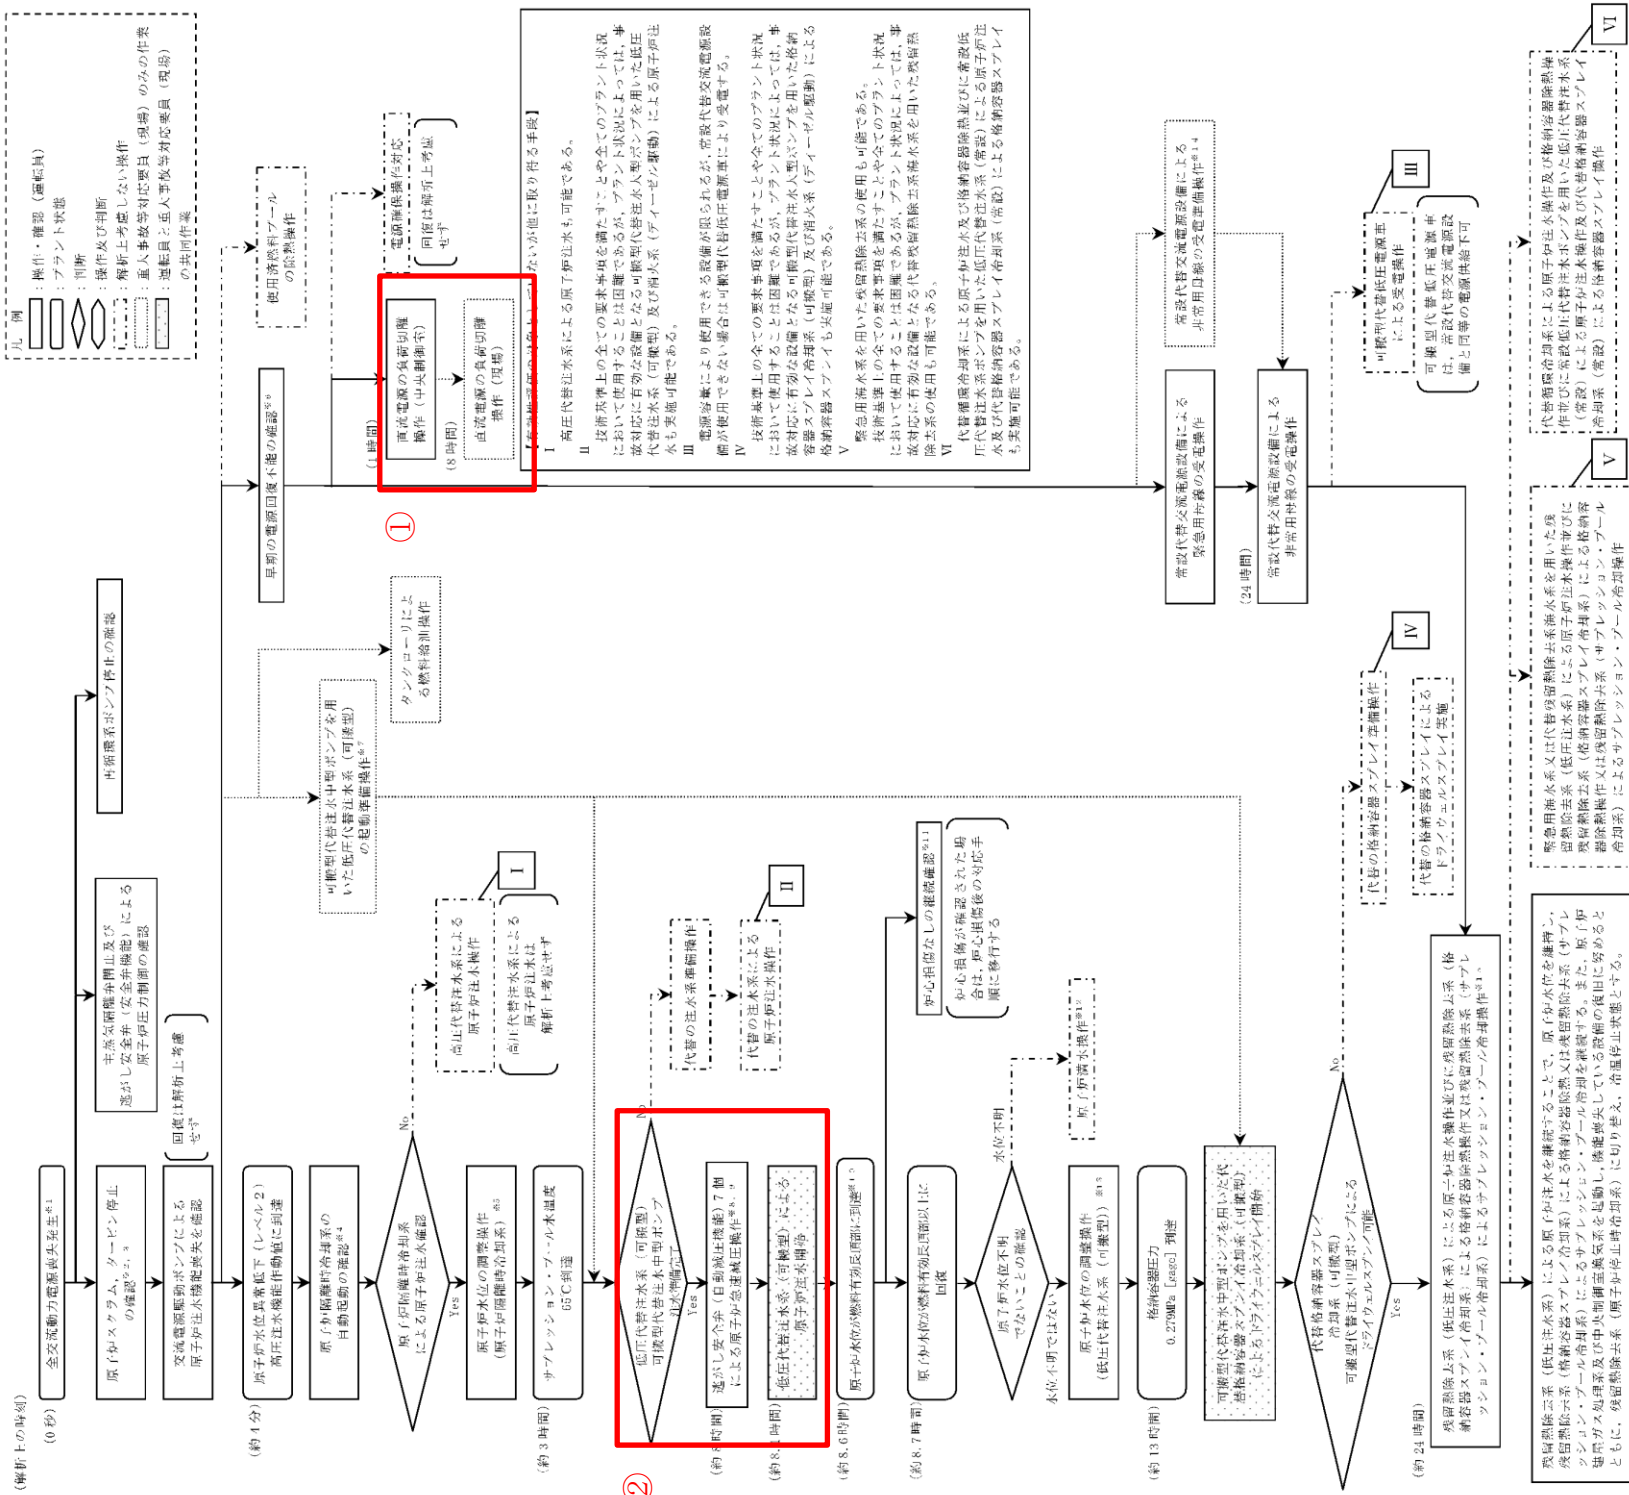 凡 例
：操作・確認（運転員）
：プラント状態
：判断
：操作及び判断
：解析上考慮しない操作
：重大事故等対応要員（現場）のみの作業
：運転員と重大事故等対応要員（現場）
の共同作業
(解析上の時刻)
(0 秒)
全交流動力電源喪失発生※1
主蒸気隔離弁閉止及び
逃がし安全弁（安全弁機能）による
原子炉圧力制御の確認
再循環系ポンプ停止の確認
原子炉スクラム，タービン停止
の確認※2，3
交流電源駆動ポンプによる
原子炉注水機能喪失を確認
回復は解析上考慮
せず
早期の電源回復不能の確認※6
使用済燃料プール
の除熱操作
(1 時間)
直流電源の負荷切離
操作（中央制御室）
(8 時間)
直流電源の負荷切離
操作（現場）
①
電源確保操作対応
回復は解析上考慮
せず
(約 4 分)
原子炉水位異常低下（レベル２）
高圧注水機能作動値に到達
原子炉隔離時冷却系の
自動起動の確認※4
可搬型代替注水中型ポンプを用
いた低圧代替注水系（可搬型）
の起動準備操作※7
タンクローリによ
る燃料給油操作
原子炉隔離時冷却系
による原子炉注水確認
No
Yes
高圧代替注水系による
原子炉注水操作
Ⅰ
高圧代替注水系による
原子炉注水は
解析上考慮せず
原子炉水位の調整操作
（原子炉隔離時冷却系）※5
(約 3 時間)
サプレッション・プール水温度
65℃到達
②
低圧代替注水系（可搬型）
可搬型代替注水中型ポンプ
注水準備完了
No
Yes
代替の注水系準備操作
代替の注水系による
原子炉注水操作
Ⅱ
(約 8 時間)
逃がし安全弁（自動減圧機能）7 個
による原子炉急速減圧操作※8，9
(約 8.1 時間)
低圧代替注水系（可搬型）による
原子炉注水開始
(約 8.6 時間)
原子炉水位が燃料有効長頂部に到達※10
(約 8.7 時間)
原子炉水位が燃料有効長頂部以上に
回復
炉心損傷なしの継続確認※11
炉心損傷が確認された場
合は，炉心損傷後の対応手
順に移行する
原子炉水位不明
でないことの確認
水位不明
水位不明ではない
原子炉満水操作※12
原子炉水位の調整操作
（低圧代替注水系（可搬型））※13
(約 13 時間)
格納容器圧力
0.279MPa [gage] 到達
可搬型代替注水中型ポンプを用いた代
替格納容器スプレイ冷却系（可搬型）
によるドライウェルスプレイ開始
代替格納容器スプレイ
冷却系（可搬型）
可搬型代替注水中型ポンプによる
ドライウェルスプレイ可能
No
Yes
代替の格納容器スプレイ準備操作
代替の格納容器スプレイによる
ドライウェルスプレイ実施
Ⅳ
常設代替交流電源設備による
緊急用母線の受電操作
常設代替交流電源設備による
非常用母線の受電準備操作※14
(24 時間)
常設代替交流電源設備による
非常用母線の受電操作
可搬型代替低圧電源車
による受電操作
Ⅲ
可搬型代替低圧電源車
は，常設代替交流電源設
備と同等の電源供給不可
(約 24 時間)
残留熱除去系（低圧注水系）による原子炉注水操作並びに残留熱除去系（格
納容器スプレイ冷却系）による格納容器除熱操作又は残留熱除去系（サプレ
ッション・プール冷却系）によるサプレッション・プール冷却操作※15
残留熱除去系（低圧注水系）による原子炉注水を継続することで，原子炉水位を維持し，
残留熱除去系（格納容器スプレイ冷却系）による格納容器除熱又は残留熱除去系（サプレ
ッション・プール冷却系）によるサプレッション・プール冷却を継続する。また，原子炉
建屋ガス処理系及び中央制御室換気系を起動し，機能喪失している設備の復旧に努めると
ともに，残留熱除去系（原子炉停止時冷却系）に切り替え，冷温停止状態とする。
緊急用海水系又は代替残留熱除去系海水系を用いた残
留熱除去系（低圧注水系）による原子炉注水操作並びに
残留熱除去系（格納容器スプレイ冷却系）による格納容
器除熱操作又は残留熱除去系（サプレッション・プール
冷却系）によるサプレッション・プール冷却操作
Ⅴ
代替循環冷却系による原子炉注水操作及び格納容器除熱操
作並びに常設低圧代替注水系ポンプを用いた低圧代替注水系
（常設）による原子炉注水操作及び代替格納容器スプレイ
冷却系（常設）による格納容器スプレイ操作
Ⅵ
【有効性評価の対象としていないが他に取り得る手段】
Ⅰ
高圧代替注水系による原子炉注水も可能である。
Ⅱ
技術基準上の全ての要求事項を満たすことや全てのプラント状況
において使用することは困難であるが，プラント状況によっては，事
故対応に有効な設備となる可搬型代替注水大型ポンプを用いた低圧
代替注水系（可搬型）及び消火系（ディーゼル駆動）による原子炉注
水も実施可能である。
Ⅲ
電源容量により使用できる設備が限られるが，常設代替交流電源設
備が使用できない場合は可搬型代替低圧電源車により受電する。
Ⅳ
技術基準上の全ての要求事項を満たすことや全てのプラント状況
において使用することは困難であるが，プラント状況によっては，事
故対応に有効な設備となる可搬型代替注水大型ポンプを用いた格納
容器スプレイ冷却系（可搬型）及び消火系（ディーゼル駆動）による
格納容器スプレイも実施可能である。
Ⅴ
緊急用海水系を用いた残留熱除去系の使用も可能である。
技術基準上の全ての要求事項を満たすことや全てのプラント状況
において使用することは困難であるが，プラント状況によっては，事
故対応に有効な設備となる代替残留熱除去系海水系を用いた残留熱
除去系の使用も可能である。
Ⅵ
代替循環冷却系による原子炉注水及び格納容器除熱並びに常設低
圧代替注水系ポンプを用いた低圧代替注水系（常設）による原子炉注
水及び代替格納容器スプレイ冷却系（常設）による格納容器スプレイ
も実施可能である。